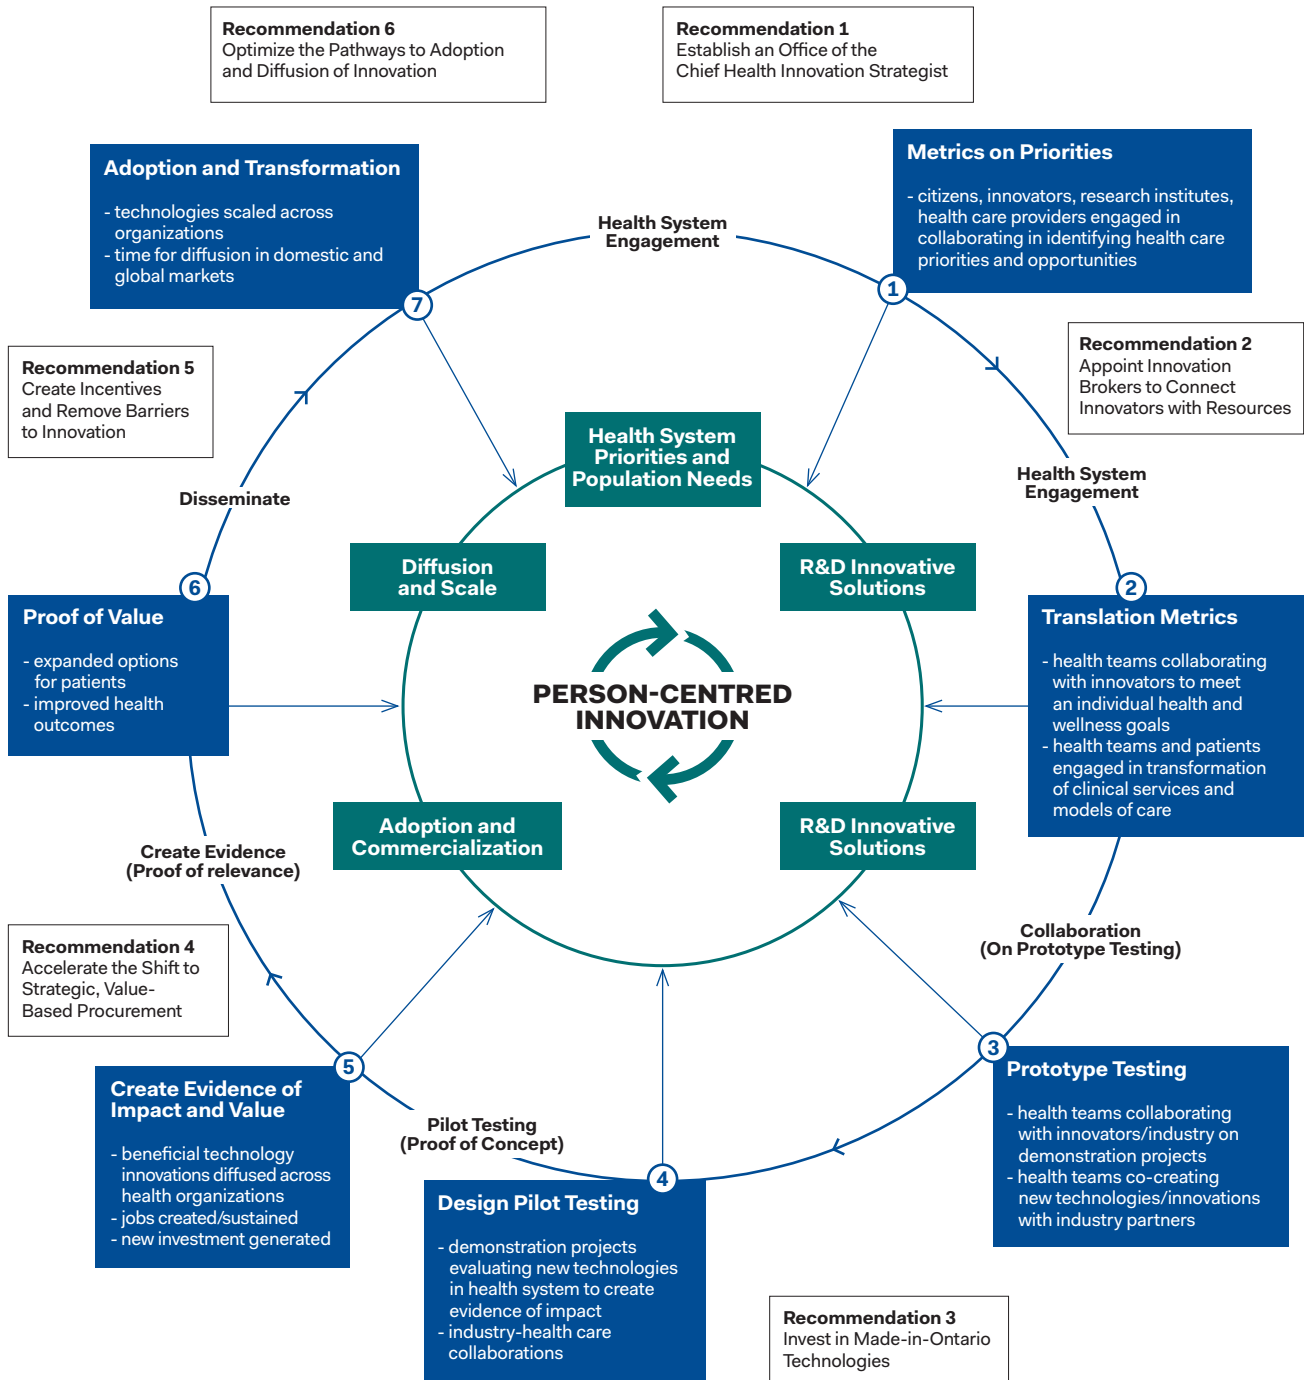 Recommendation 6
Optimize the Pathways to Adoption
and Diffusion of Innovation
Recommendation 1
Establish an Office of the
Chief Health Innovation Strategist
Adoption and Transformation
- technologies scaled across
organizations
- time for diffusion in domestic and
global markets
7
Health System
Engagement
Metrics on Priorities
- citizens, innovators, research institutes,
health care providers engaged in
collaborating in identifying health care
priorities and opportunities
1
Recommendation 5
Create Incentives
and Remove Barriers
to Innovation
Recommendation 2
Appoint Innovation
Brokers to Connect
Innovators with Resources
Disseminate
Health System
Priorities and
Population Needs
Health System
Engagement
Diffusion
and Scale
R&D Innovative
Solutions
6
Proof of Value
- expanded options
for patients
- improved health
outcomes
PERSON-CENTRED
INNOVATION
2
Translation Metrics
- health teams collaborating
with innovators to meet
an individual health and
wellness goals
- health teams and patients
engaged in transformation
of clinical services and
models of care
Adoption and
Commercialization
R&D Innovative
Solutions
Create Evidence
(Proof of relevance)
Collaboration
(On Prototype Testing)
Recommendation 4
Accelerate the Shift to
Strategic, Value-
Based Procurement
5
Create Evidence of
Impact and Value
- beneficial technology
innovations diffused across
health organizations
- jobs created/sustained
- new investment generated
Pilot Testing
(Proof of Concept)
4
Design Pilot Testing
- demonstration projects
evaluating new technologies
in health system to create
evidence of impact
- industry-health care
collaborations
3
Prototype Testing
- health teams collaborating
with innovators/industry on
demonstration projects
- health teams co-creating
new technologies/innovations
with industry partners
Recommendation 3
Invest in Made-in-Ontario
Technologies